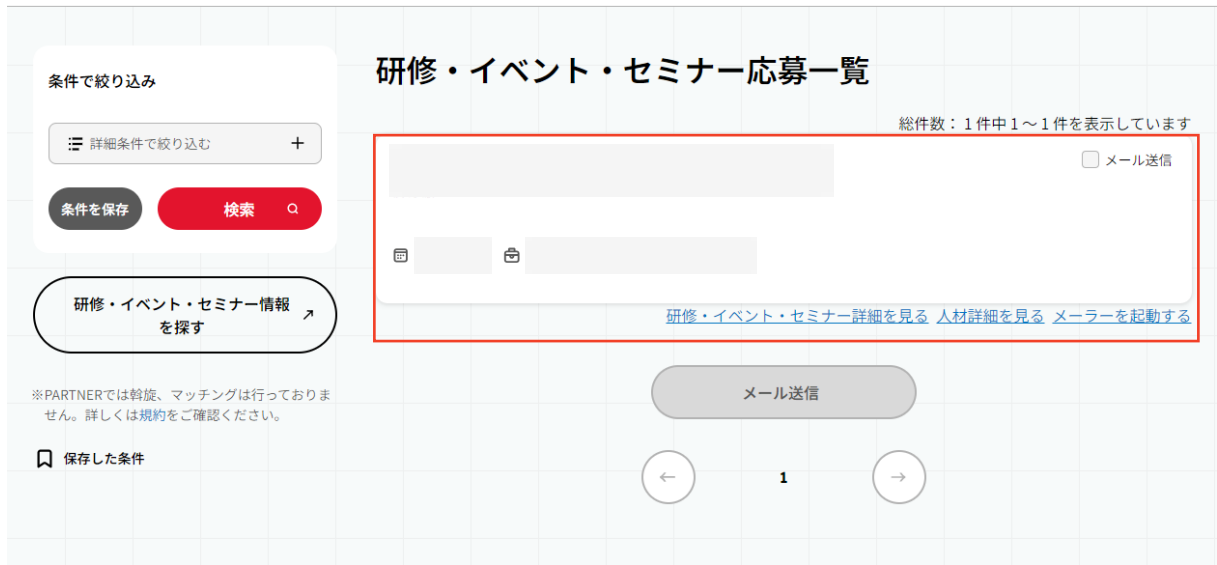 条件で絞り込み
詳細条件で絞り込む
条件を保存
検索
研修・イベント・セミナー情報
を探す
※PARTNERでは斡旋、マッチングは行っておりま
せん。詳しくは規約をご確認ください。
保存した条件
研修・イベント・セミナー応募一覧
総件数：1件中1～1件を表示しています
メール送信
研修・イベント・セミナー詳細を見る 人材詳細を見る メーラーを起動する
メール送信
1